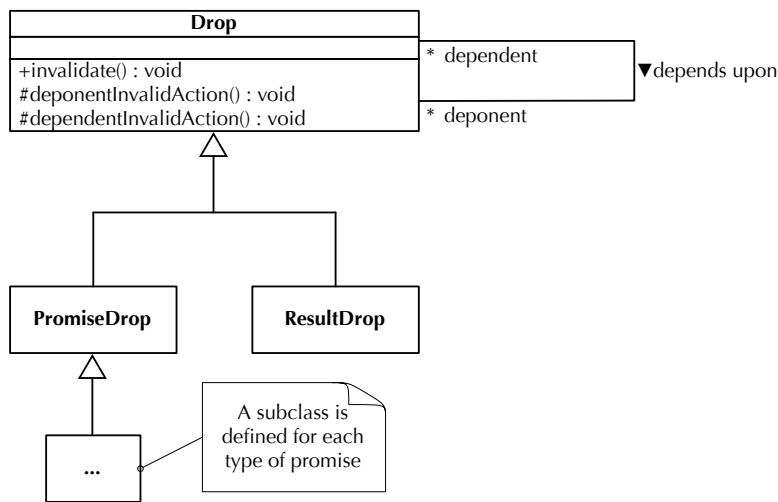 Drop
+invalidate() : void
#deponentInvalidAction() : void
#dependentInvalidAction() : void
* dependent
▼depends upon
* deponent
PromiseDrop
ResultDrop
...
A subclass is
defined for each
type of promise